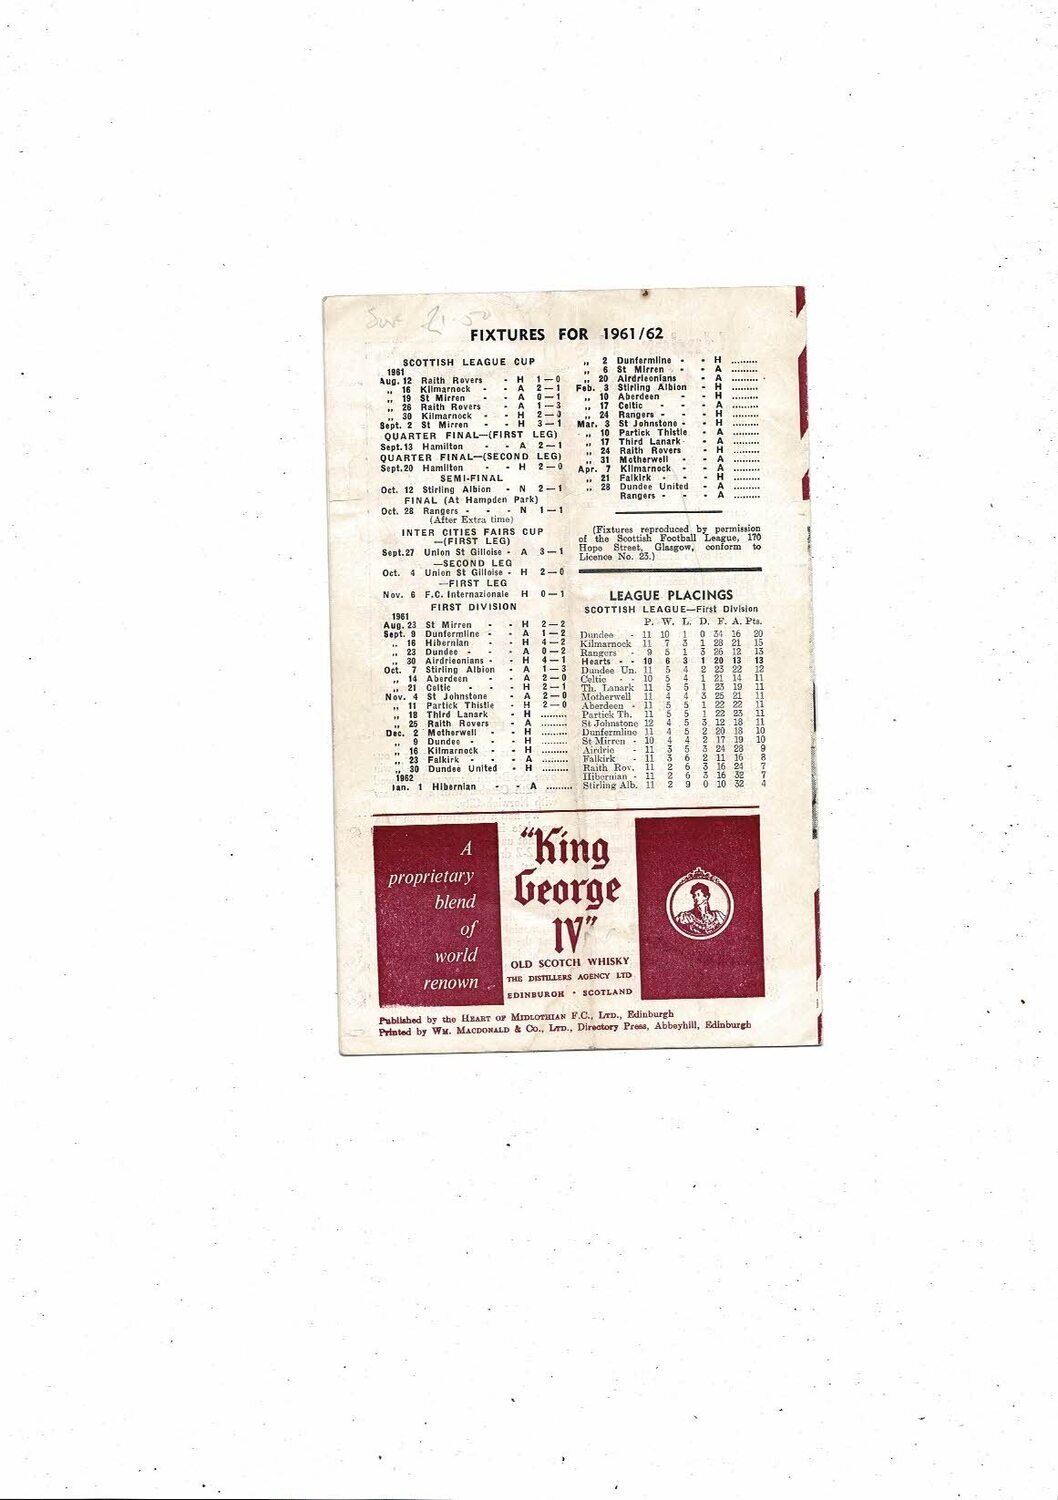 £1.50
FIXTURES FOR 1961/62
SCOTTISH LEAGUE CUP
1961
Aug. 12 Raith Rovers - H 1—0
,, 16 Kilmarnock - - A 2—1
,, 19 St Mirren - - A 0—1
,, 26 Raith Rovers - A 1—3
,, 30 Kilmarnock - - H 2—0
Sept. 2 St Mirren - - H 3—1
QUARTER FINAL—(FIRST LEG)
Sept.13 Hamilton - - A 2—1
QUARTER FINAL—(SECOND LEG)
Sept.20 Hamilton - - H 2—0
SEMI-FINAL
Oct. 12 Stirling Albion - N 2—1
FINAL (At Hampden Park)
Oct. 28 Rangers - - - N 1—1
(After Extra time)
INTER CITIES FAIRS CUP
—(FIRST LEG)
Sept.27 Union St Gilloise - A 3—1
—SECOND LEG
Oct. 4 Union St Gilloise - H 2—0
—FIRST LEG
Nov. 6 F.C. Internazionale H 0—1
FIRST DIVISION
1961
Aug. 23 St Mirren - - H 2—2
Sept. 9 Dunfermline - - A 1—2
,, 16 Hibernian - - H 4—2
,, 23 Dundee - - - A 0—2
,, 30 Airdrieonians - - H 4—1
Oct. 7 Stirling Albion - A 1—3
,, 14 Aberdeen - - A 2—0
,, 21 Celtic - - - H 2—1
Nov. 4 St Johnstone - A 2—0
,, 11 Partick Thistle - H 2—0
,, 18 Third Lanark - H .........
,, 25 Raith Rovers - A .........
Dec. 2 Motherwell - - H .........
,, 9 Dundee - - - H .........
,, 16 Kilmarnock - - H .........
,, 23 Falkirk - - - A .........
,, 30 Dundee United - H .........
1962
Jan. 1 Hibernian - - A .........
,, 2 Dunfermline - - H .........
,, 6 St Mirren - - A .........
,, 20 Airdrieonians - A .........
Feb. 3 Stirling Albion - H .........
,, 10 Aberdeen - - H .........
,, 17 Celtic - - - A .........
,, 24 Rangers - - - H .........
Mar. 3 St Johnstone - - H .........
,, 10 Partick Thistle - A .........
,, 17 Third Lanark - - A .........
,, 24 Raith Rovers - H .........
,, 31 Motherwell - - A .........
Apr. 7 Kilmarnock - - A .........
,, 21 Falkirk - - - H .........
,, 28 Dundee United - A .........
Rangers - - - A .........
(Fixtures reproduced by permission
of the Scottish Football League, 170
Hope Street, Glasgow, conform to
Licence No. 23.)
LEAGUE PLACINGS
SCOTTISH LEAGUE—First Division
P. W. L. D. F. A. Pts.
Dundee - 11 10 1 0 34 16 20
Kilmarnock 11 7 3 1 28 21 15
Rangers - 9 5 1 3 26 12 13
Hearts - - 10 6 3 1 20 13 13
Dundee Un. 11 5 4 2 23 22 12
Celtic - 10 5 4 1 21 14 11
Th. Lanark 11 5 5 1 23 19 11
Motherwell 11 4 4 3 25 21 11
Aberdeen - 11 5 5 1 22 22 11
Partick Th. 11 5 5 1 22 23 11
St Johnstone 12 4 5 3 12 18 11
Dunfermline 11 4 5 2 20 18 10
St Mirren - 10 4 4 2 17 19 10
Airdrie - 11 3 5 3 24 28 9
Falkirk - 11 3 6 2 11 16 8
Raith Rov. 11 2 6 3 16 24 7
Hibernian - 11 2 6 3 16 32 7
Stirling Alb. 11 2 9 0 10 32 4
A
proprietary
blend
of
world
renown
"King
George
IV"
OLD SCOTCH WHISKY
THE DISTILLERS AGENCY LTD
EDINBURGH • SCOTLAND
Published by the HEART OF MIDLOTHIAN F.C., LTD., Edinburgh
Printed by WM. MACDONALD & Co., LTD., Directory Press, Abbeyhill, Edinburgh